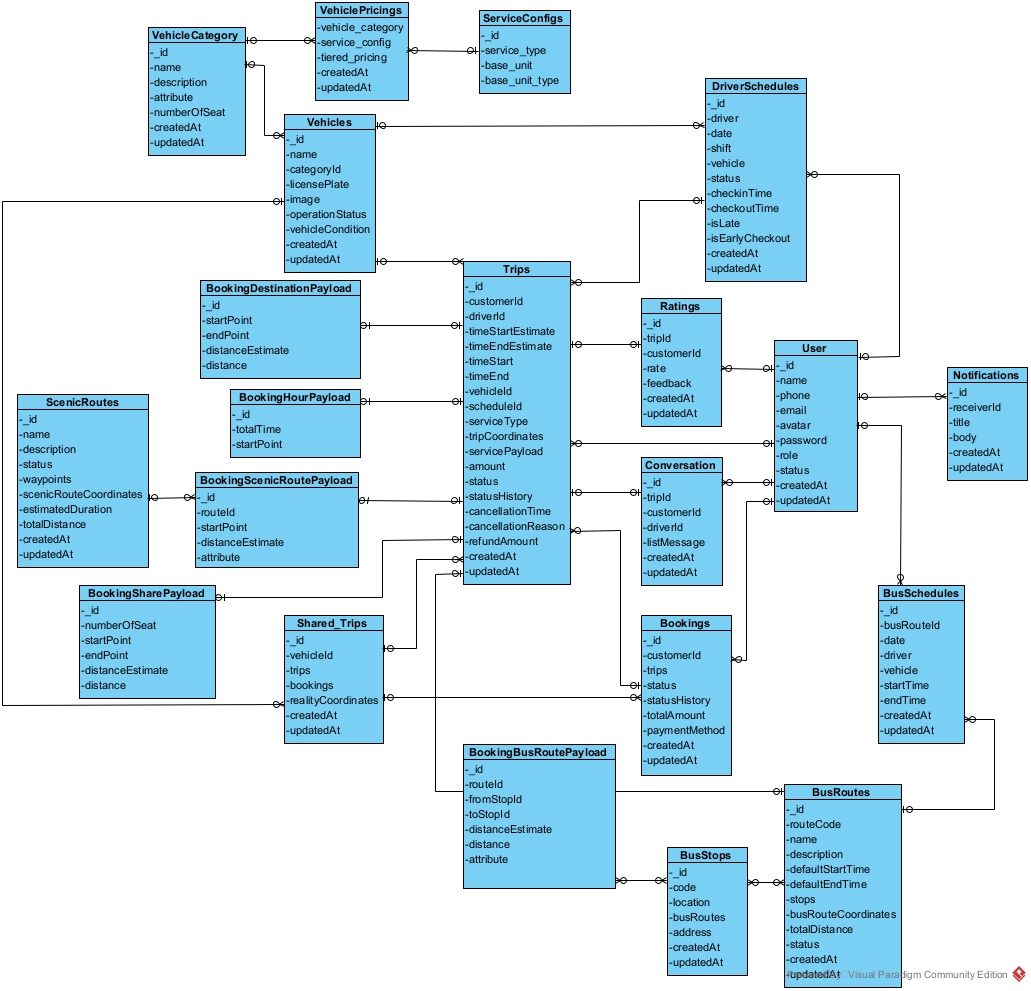 VehiclePricings
-vehicle_category
-service_config
-tiered_pricing
-createdAt
-updatedAt
ServiceConfigs
-_id
-service_type
-base_unit
-base_unit_type
VehicleCategory
-_id
-name
-description
-attribute
-numberOfSeat
-createdAt
-updatedAt
DriverSchedules
-_id
-driver
-date
-shift
-vehicle
-status
-checkinTime
-checkoutTime
-isLate
-isEarlyCheckout
-createdAt
-updatedAt
Vehicles
-_id
-name
-categoryId
-licensePlate
-image
-operationStatus
-vehicleCondition
-createdAt
-updatedAt
Trips
-_id
-customerId
-driverId
-timeStartEstimate
-timeEndEstimate
-timeStart
-timeEnd
-vehicleId
-scheduleId
-serviceType
-tripCoordinates
-servicePayload
-amount
-status
-statusHistory
-cancellationTime
-cancellationReason
-refundAmount
-createdAt
-updatedAt
BookingDestinationPayload
-_id
-startPoint
-endPoint
-distanceEstimate
-distance
Ratings
-_id
-tripId
-customerId
-rate
-feedback
-createdAt
-updatedAt
User
-_id
-name
-phone
-email
-avatar
-password
-role
-status
-createdAt
-updatedAt
Notifications
-_id
-receiverId
-title
-body
-createdAt
-updatedAt
BookingHourPayload
-_id
-totalTime
-startPoint
ScenicRoutes
-_id
-name
-description
-status
-waypoints
-scenicRouteCoordinates
-estimatedDuration
-totalDistance
-createdAt
-updatedAt
BookingScenicRoutePayload
-_id
-routeId
-startPoint
-distanceEstimate
-attribute
Conversation
-_id
-tripId
-customerId
-driverId
-listMessage
-createdAt
-updatedAt
BookingSharePayload
-_id
-numberOfSeat
-startPoint
-endPoint
-distanceEstimate
-distance
Shared_Trips
-_id
-vehicleId
-trips
-bookings
-realityCoordinates
-createdAt
-updatedAt
Bookings
-_id
-customerId
-trips
-status
-statusHistory
-totalAmount
-paymentMethod
-createdAt
-updatedAt
BusSchedules
-_id
-busRouteId
-date
-driver
-vehicle
-startTime
-endTime
-createdAt
-updatedAt
BookingBusRoutePayload
-_id
-routeId
-fromStopId
-toStopId
-distanceEstimate
-distance
-attribute
BusStops
-_id
-code
-location
-busRoutes
-address
-createdAt
-updatedAt
BusRoutes
-_id
-routeCode
-name
-description
-defaultStartTime
-defaultEndTime
-stops
-busRouteCoordinates
-totalDistance
-status
-createdAt
-updatedAt
Visual Paradigm Community Edition